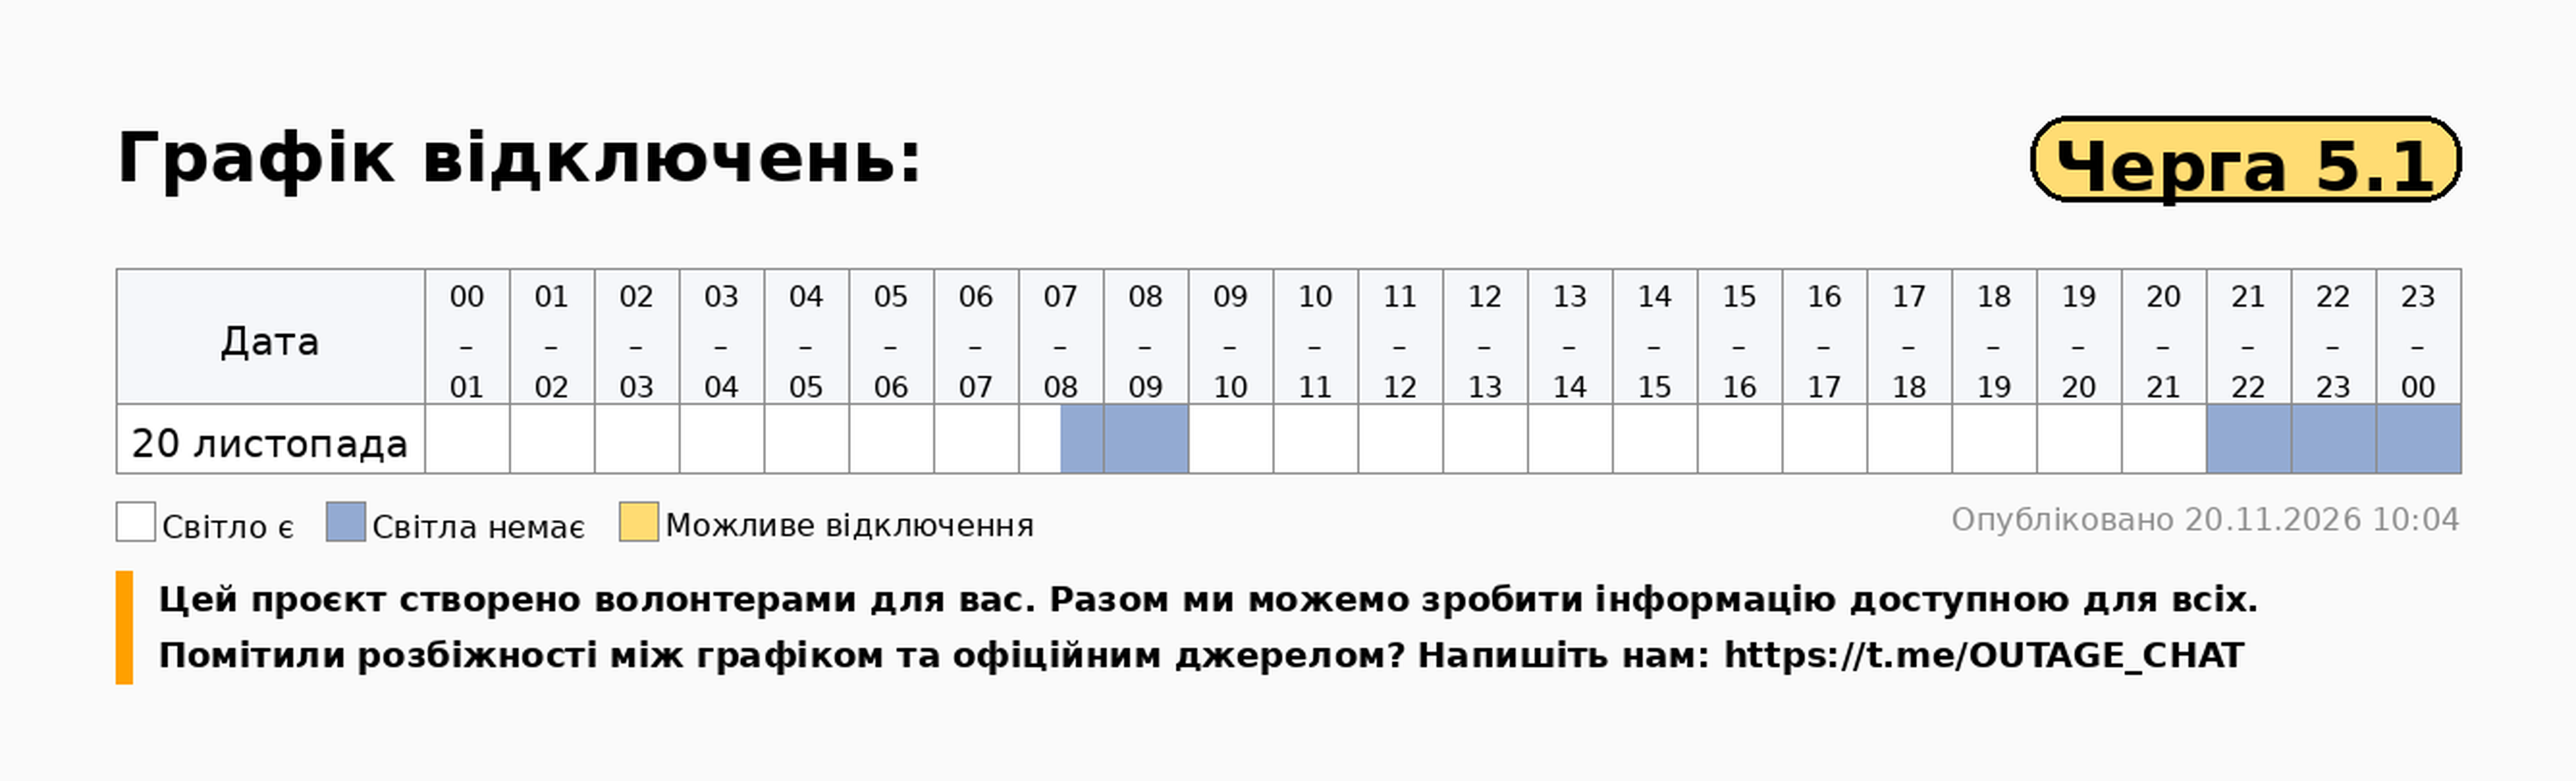 Графік відключень:
Черга 5.1
Дата 00 – 01 01 – 02 02 – 03 03 – 04 04 – 05 05 – 06 06 – 07 07 – 08 08 – 09 09 – 10 10 – 11 11 – 12 12 – 13 13 – 14 14 – 15 15 – 16 16 – 17 17 – 18 18 – 19 19 – 20 20 – 21 21 – 22 22 – 23 23 – 00
20 листопада
Світло є Світла немає Можливе відключення
Опубліковано 20.11.2026 10:04
Цей проєкт створено волонтерами для вас. Разом ми можемо зробити інформацію доступною для всіх.
Помітили розбіжності між графіком та офіційним джерелом? Напишіть нам: https://t.me/OUTAGE_CHAT